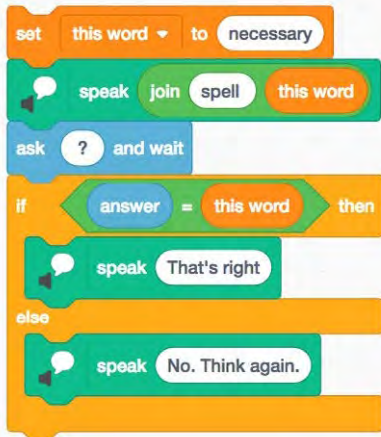 set this word to necessary
speak join spell this word
ask ? and wait
if answer = this word then
speak That's right
else
speak No. Think again.